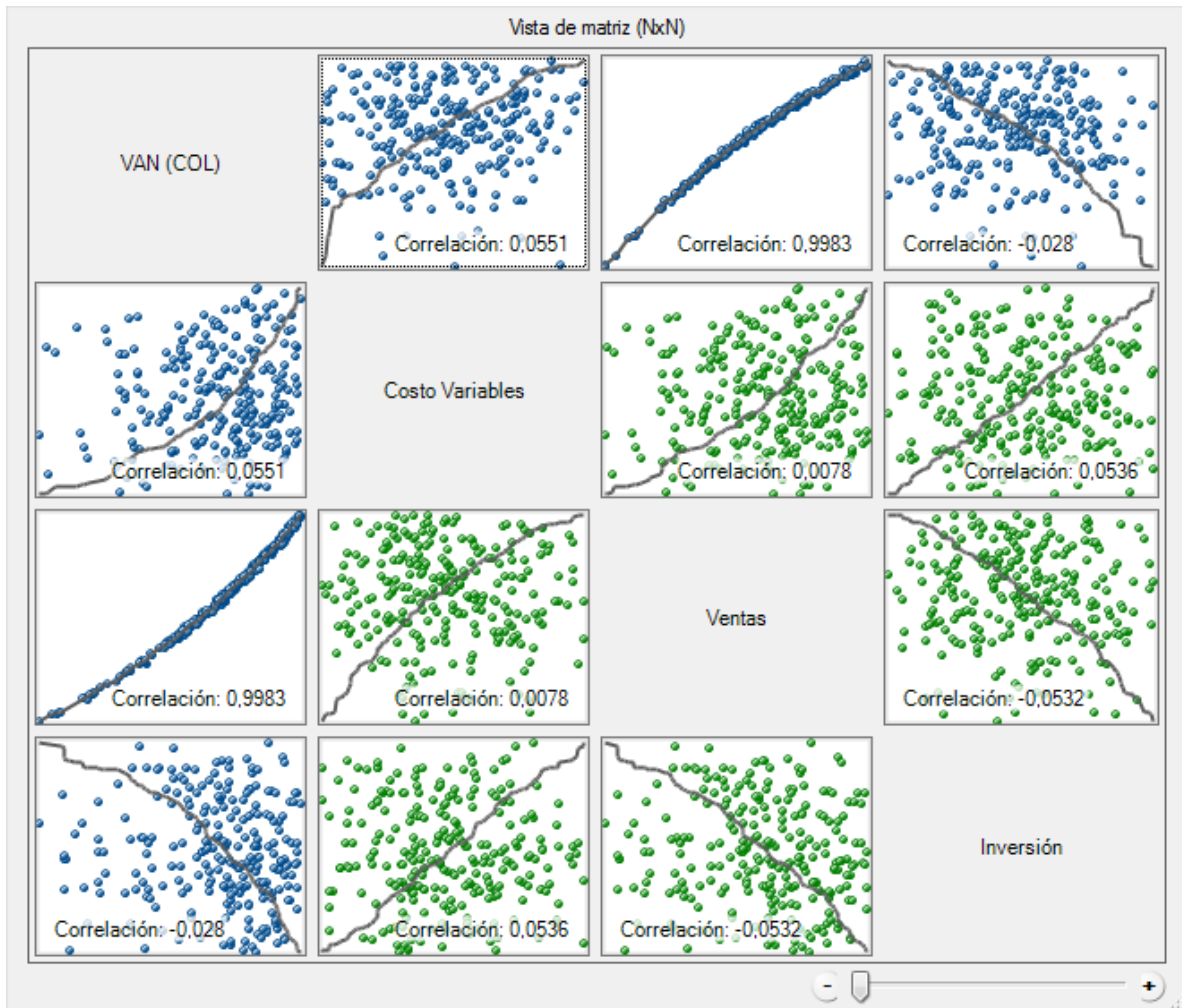 Vista de matriz (NxN)
VAN (COL)
Correlación: 0,0551
Correlación: 0,9983
Correlación: -0,028
Correlación: 0,0551
Costo Variables
Correlación: 0,0078
Correlación: 0,0536
Correlación: 0,9983
Correlación: 0,0078
Ventas
Correlación: -0,0532
Correlación: -0,028
Correlación: 0,0536
Correlación: -0,0532
Inversión
- +